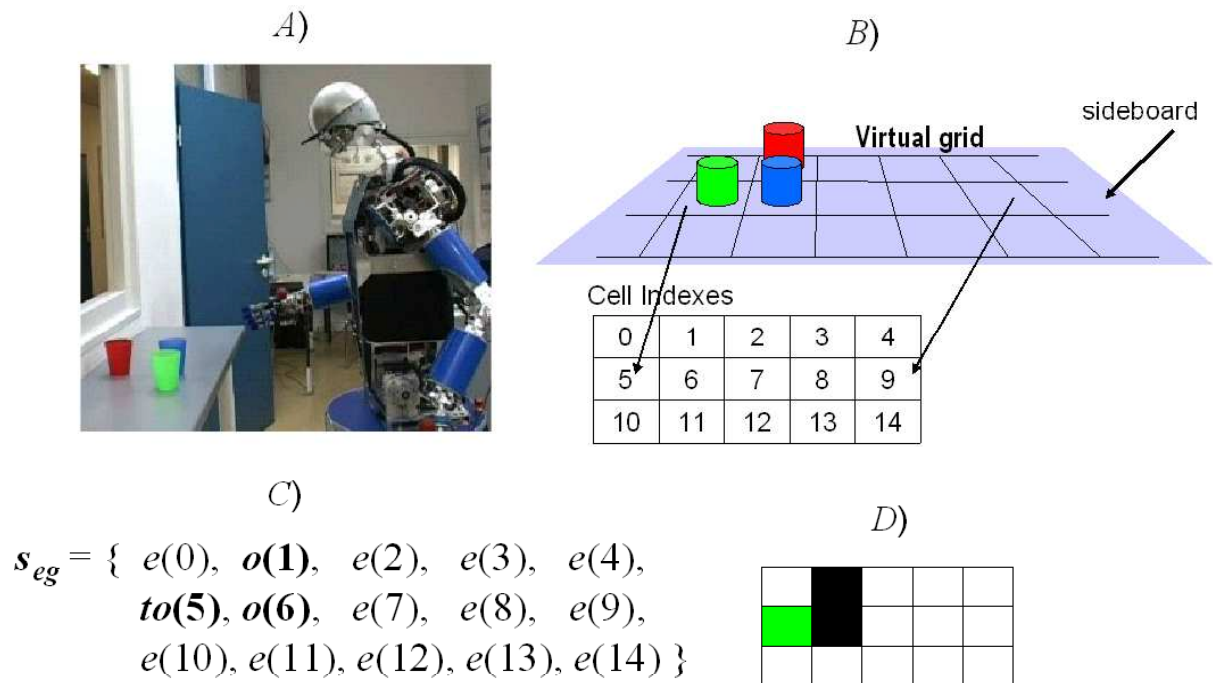 A)
B)
sideboard
Virtual grid
Cell Indexes
0 1 2 3 4
5 6 7 8 9
10 11 12 13 14
C)
s_eg = { e(0), o(1), e(2), e(3), e(4),
to(5), o(6), e(7), e(8), e(9),
e(10), e(11), e(12), e(13), e(14) }
D)